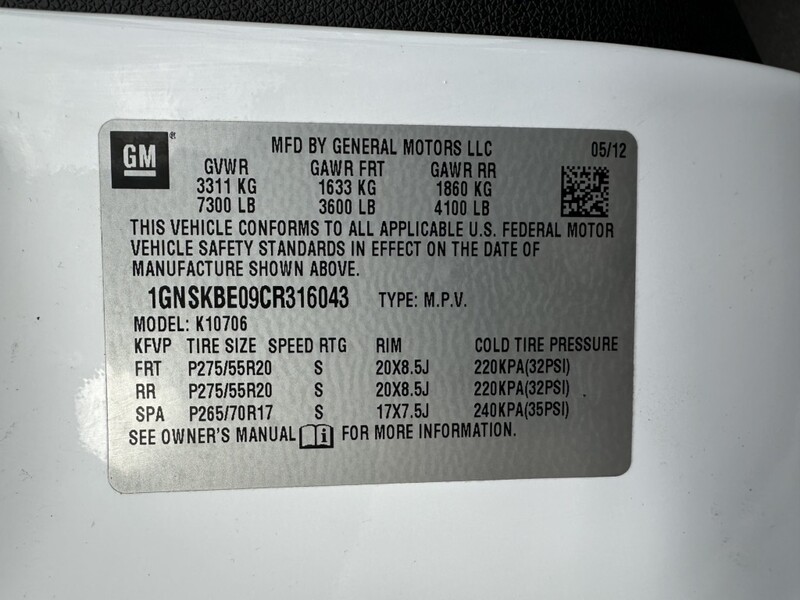 GM® MFD BY GENERAL MOTORS LLC 05/12
GVWR GAWR FRT GAWR RR
3311 KG 1633 KG 1860 KG
7300 LB 3600 LB 4100 LB
THIS VEHICLE CONFORMS TO ALL APPLICABLE U.S. FEDERAL MOTOR
VEHICLE SAFETY STANDARDS IN EFFECT ON THE DATE OF
MANUFACTURE SHOWN ABOVE.
1GNSKBE09CR316043 TYPE: M.P.V.
MODEL: K10706
KFVP TIRE SIZE SPEED RTG RIM COLD TIRE PRESSURE
FRT P275/55R20 S 20X8.5J 220KPA(32PSI)
RR P275/55R20 S 20X8.5J 220KPA(32PSI)
SPA P265/70R17 S 17X7.5J 240KPA(35PSI)
SEE OWNER'S MANUAL i FOR MORE INFORMATION.